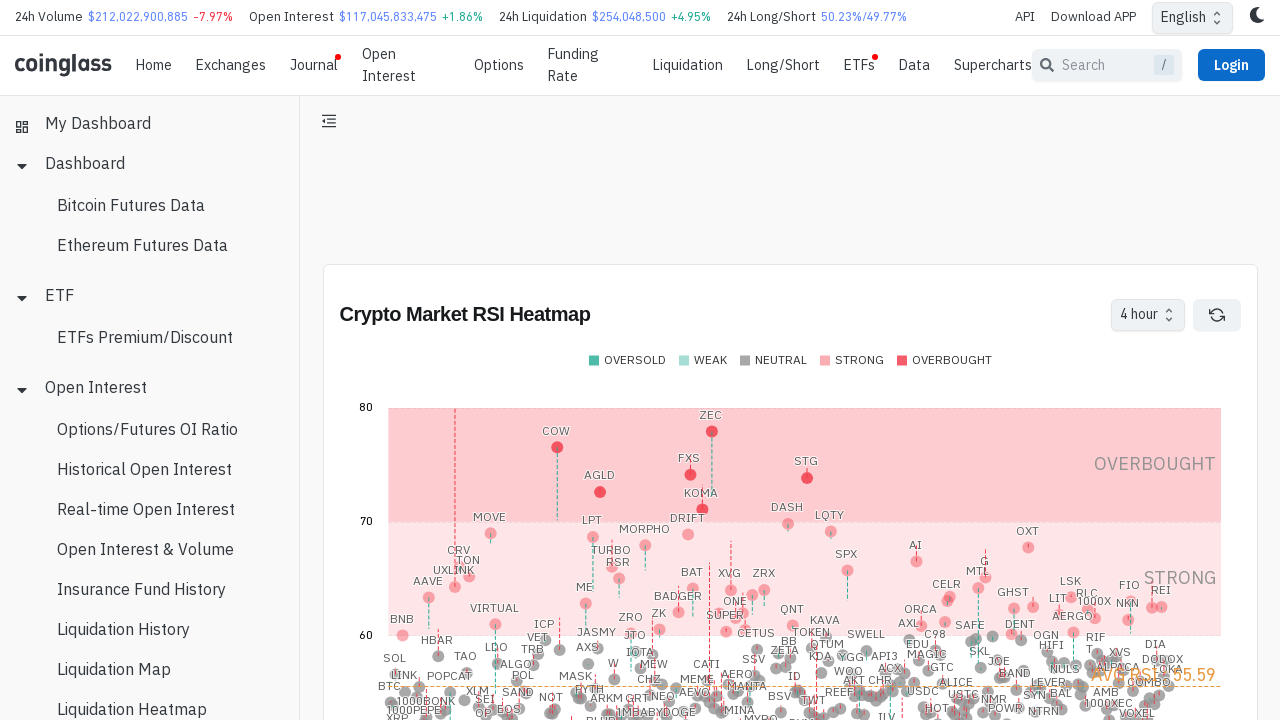 24h Volume $212,022,900,885 -7.97% Open Interest $117,045,833,475 +1.86% 24h Liquidation $254,048,500 +4.95% 24h Long/Short 50.23%/49.77% API Download APP English
coinglass Home Exchanges Journal Open Interest Options Funding Rate Liquidation Long/Short ETFs Data Supercharts Search / Login
My Dashboard
Dashboard
Bitcoin Futures Data
Ethereum Futures Data
ETF
ETFs Premium/Discount
Open Interest
Options/Futures OI Ratio
Historical Open Interest
Real-time Open Interest
Open Interest & Volume
Insurance Fund History
Liquidation History
Liquidation Map
Liquidation Heatmap
Crypto Market RSI Heatmap 4 hour
OVERSOLD WEAK NEUTRAL STRONG OVERBOUGHT
80
ZEC
COW
FXS STG OVERBOUGHT
AGLD
KOMA
DASH
70 MOVE LPT DRIFT LQTY
MORPHO OXT
CRV TURBO SPX AI
TON RSR G
UXLINK BAT XVG ZRX MTL
AAVE ME CELR LSK STRONG
FIO REI
BADGER ONE GHST LIT RLC 1000X
VIRTUAL ZK SUPER QNT ORCA NKN
BNB ICP ZRO KAVA AXL SAFE DENT AERGO
60 HBAR VET JASMY JTO CETUS TOKEN SWELL C98 OGN RIF
LDO TRB AXS IOTA BB QTUM EDU HIFI T DIA
SOL TAO ALGO W MEW CATI SSV ZETA KDA VGG API3 MAGIC SKL JOE XVS DODOX
LINK POPCAT POL MASK CHZ MEME AERO ID WOO ACX GTC BAND NULS ALPACA
AVG RSI: 55.59
BTC XLM SAND PYTH AEVO MANTA AKT CHR USDC ALICE LEVER COMBO
1000BONK SEI NOT ARKM GRT NEO BSV TWT REEF USTC NMR SYN BAL AMB
1000PEPE OP EOS IMX BABYDOGE MINA ILV HOT POWR NTRN 1000XEC VOXEL
XRP MYRO